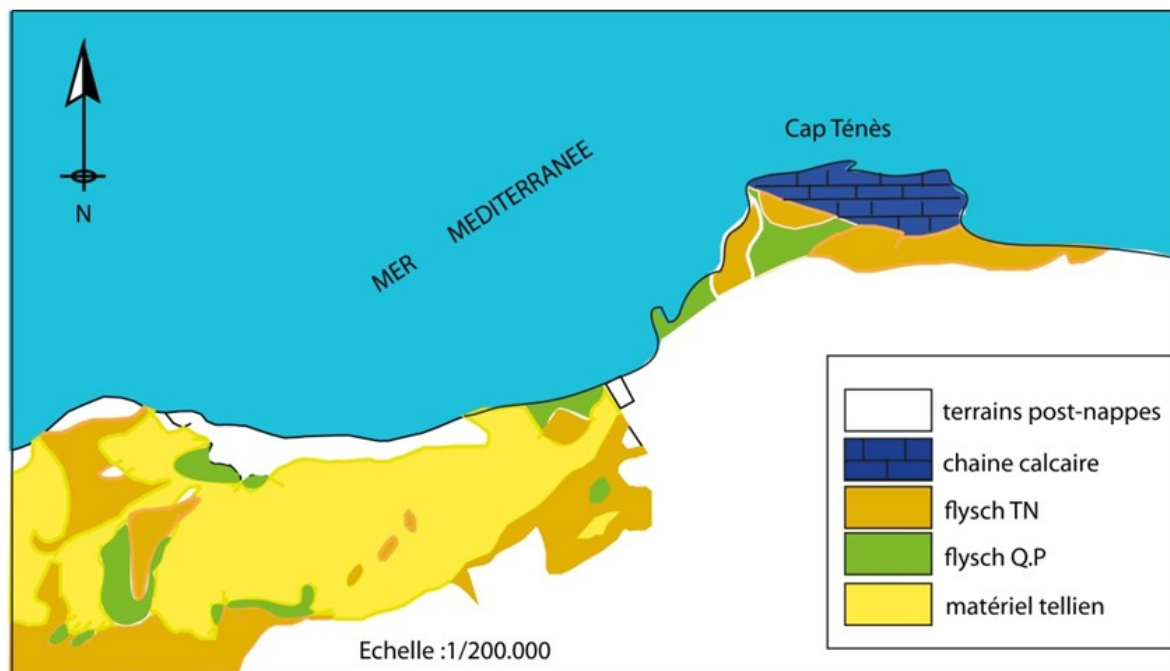 Cap Ténès
MER MEDITERRANEE
N
terrains post-nappes
chaine calcaire
flysch TN
flysch Q.P
matériel tellien
Echelle :1/200.000